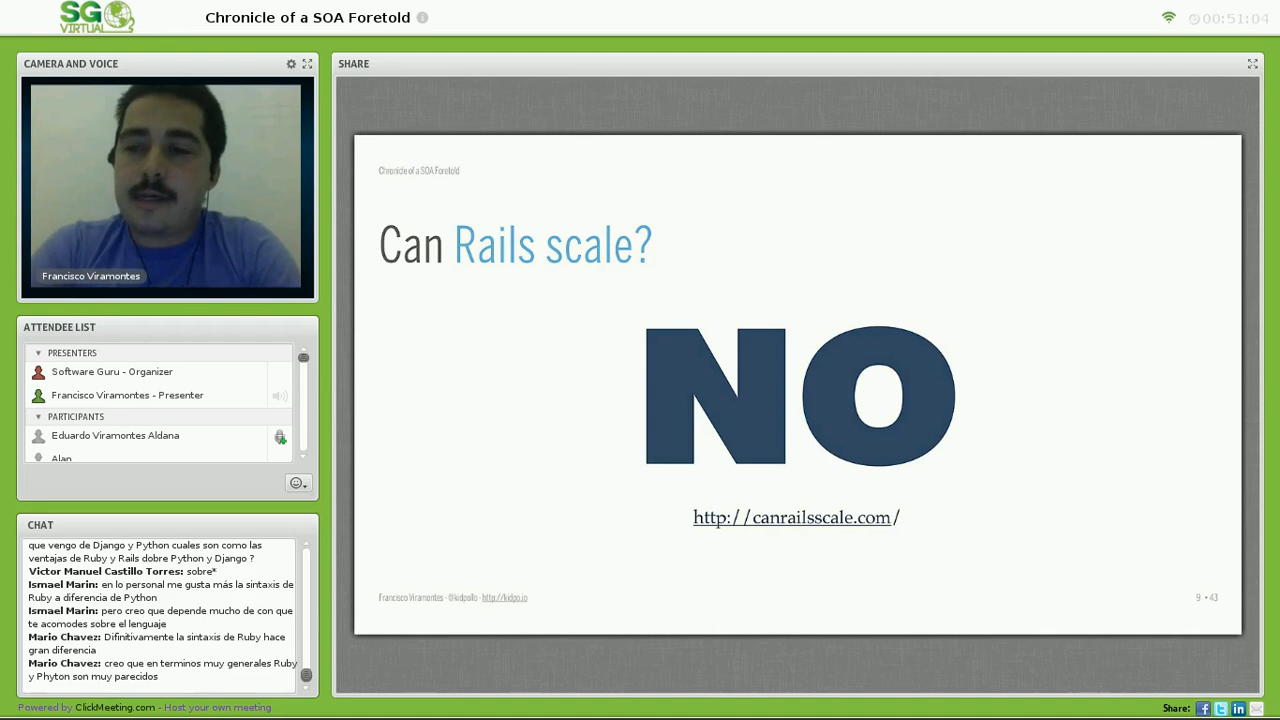 SG
VIRTUAL
Chronicle of a SOA Foretold
00:51:04
CAMERA AND VOICE
Francisco Viramontes
ATTENDEE LIST
PRESENTERS
Software Guru - Organizer
Francisco Viramontes - Presenter
PARTICIPANTS
Eduardo Viramontes Aldana
Alan
CHAT
que vengo de Django y Python cuales son como las
ventajas de Ruby y Rails dobre Python y Django ?
Victor Manuel Castillo Torres: sobre*
Ismael Marin: en lo personal me gusta más la sintaxis de
Ruby a diferencia de Python
Ismael Marin: pero creo que depende mucho de con que
te acomodes sobre el lenguaje
Mario Chavez: Difinitivamente la sintaxis de Ruby hace
gran diferencia
Mario Chavez: creo que en terminos muy generales Ruby
y Phyton son muy parecidos
SHARE
Chronicle of a SOA Foretold
Can Rails scale?
NO
http://canrailsscale.com/
Francisco Viramontes - @kidpollo - http://kidpo.io
9 • 43
Powered by ClickMeeting.com - Host your own meeting
Share: